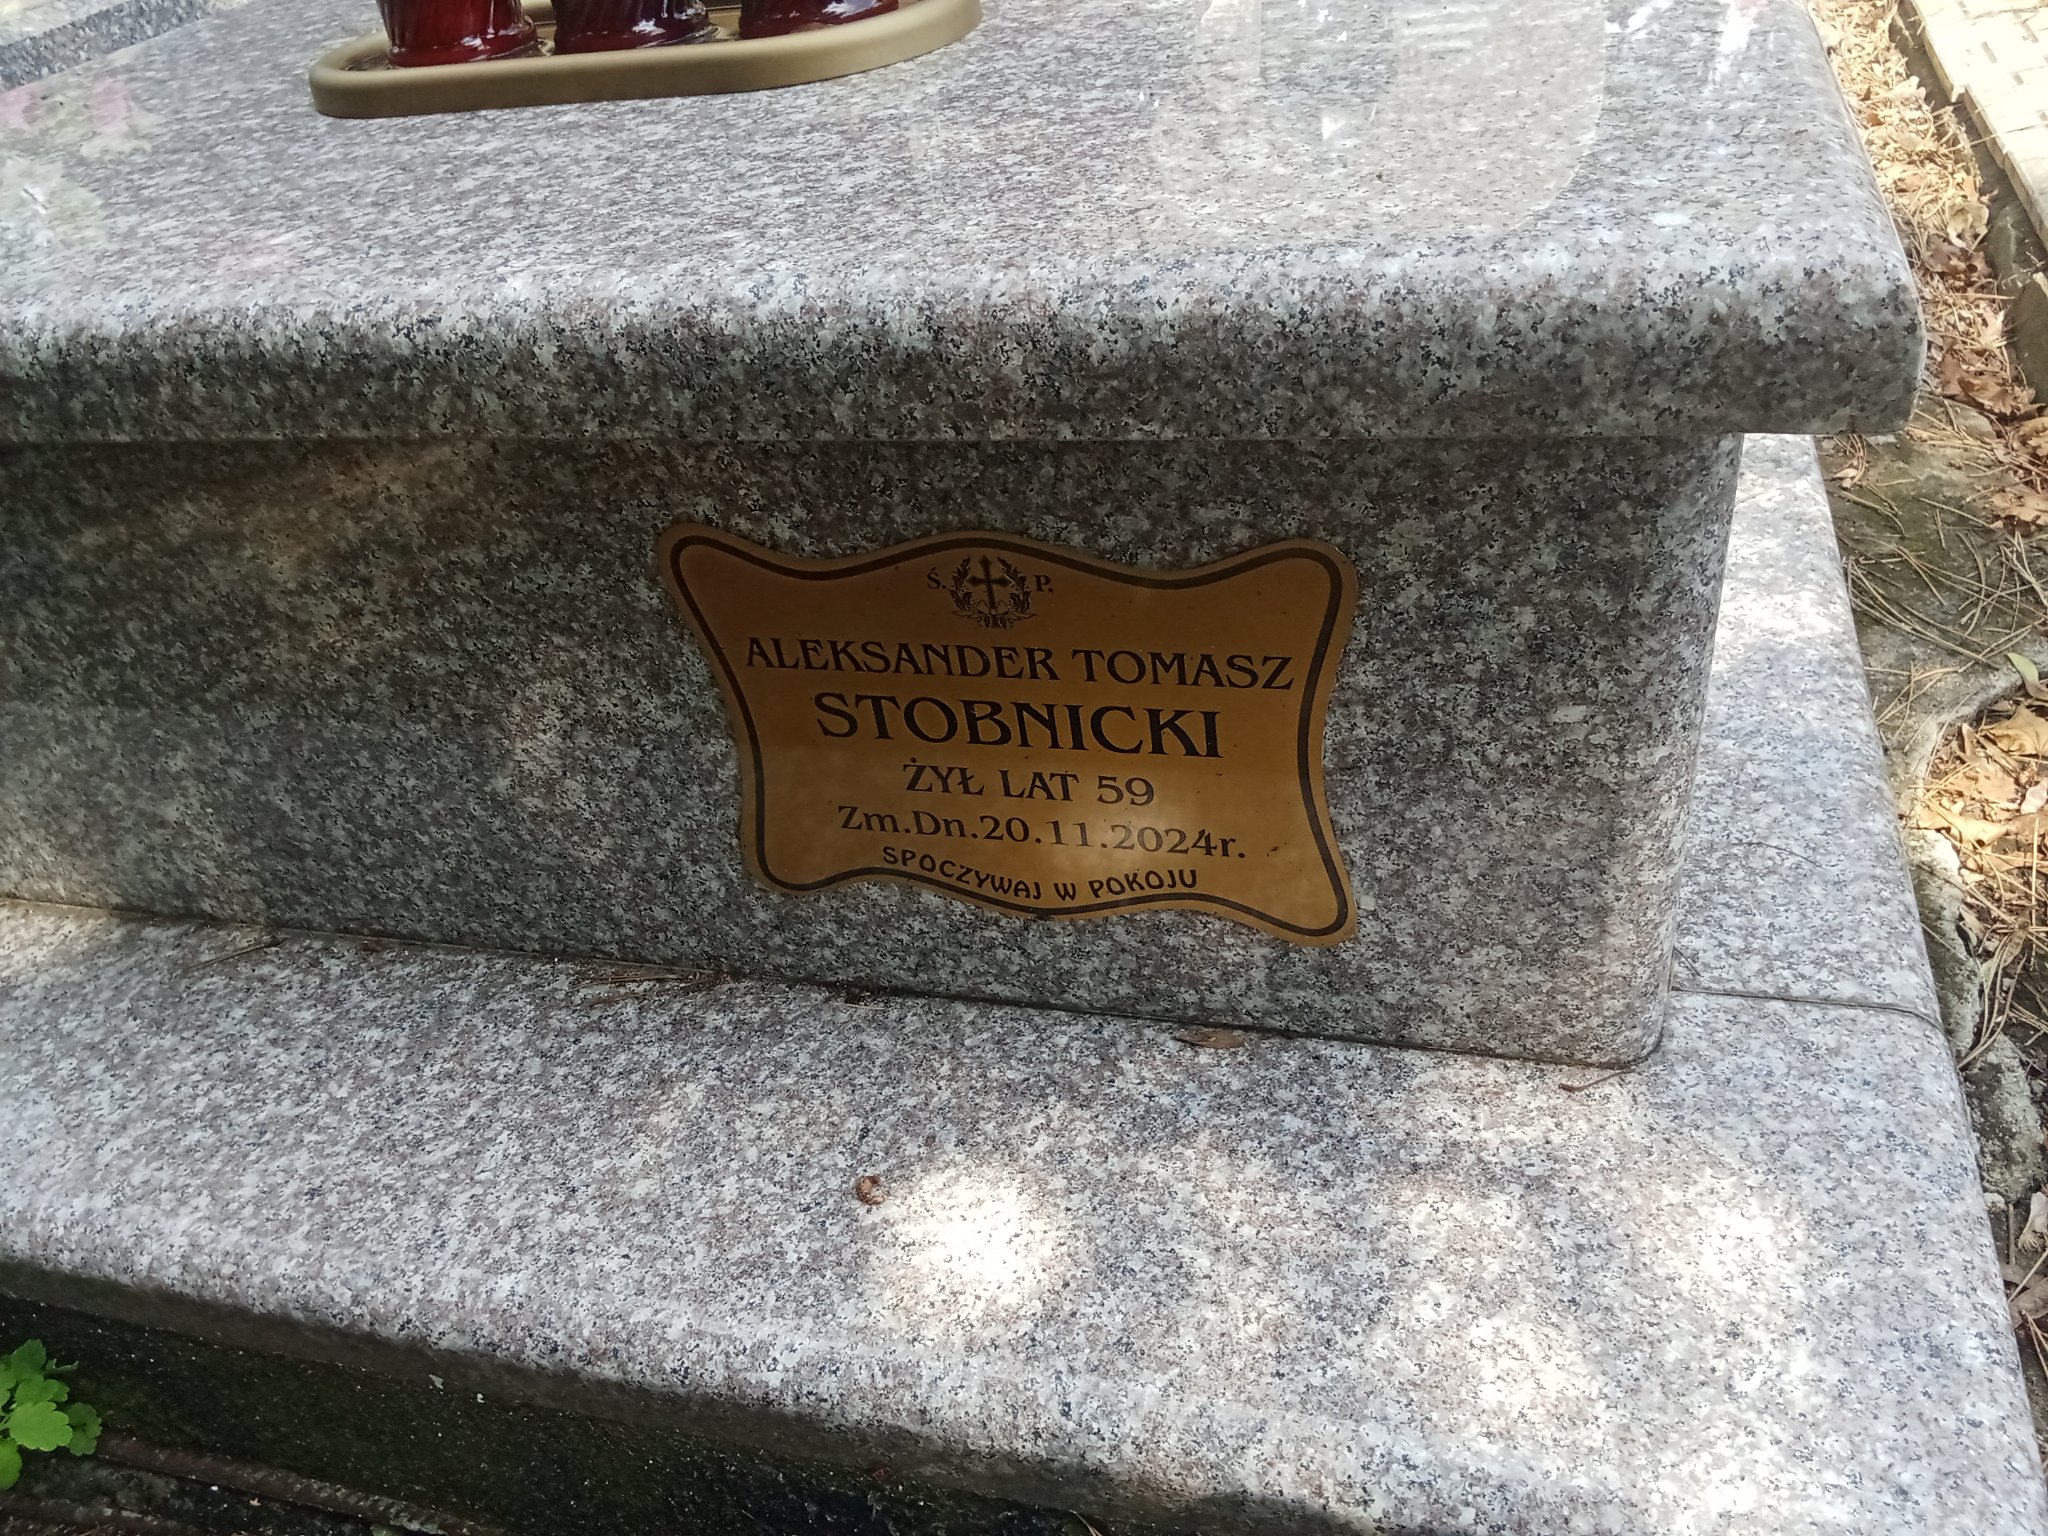 Ś. P.
ALEKSANDER TOMASZ
STOBNICKI
ŻYŁ LAT 59
Zm.Dn.20.11.2024r.
SPOCZYWAJ W POKOJU